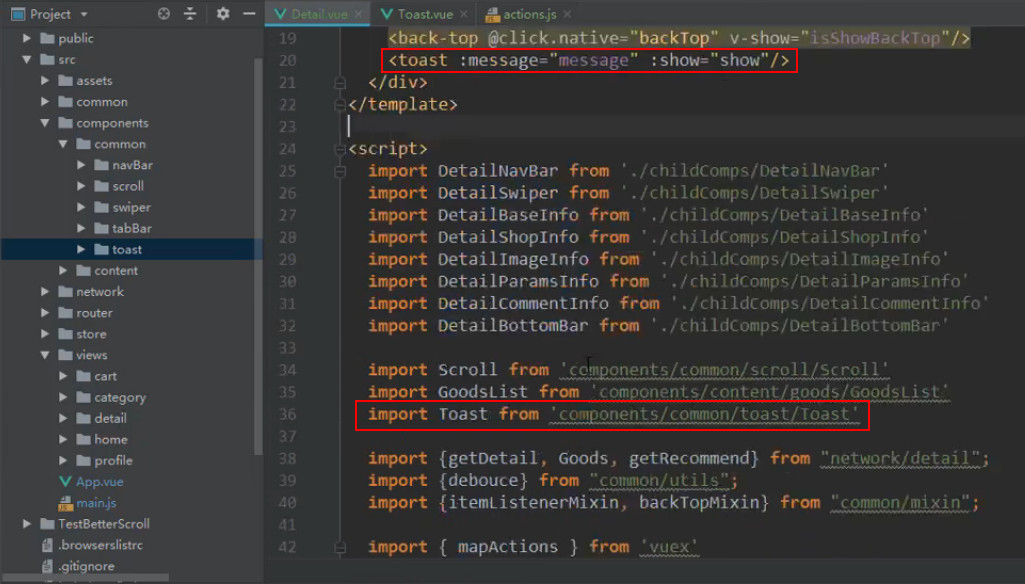 Project
Detail.vue
Toast.vue
actions.js
public
src
assets
common
components
common
navBar
scroll
swiper
tabBar
toast
content
network
router
store
views
cart
category
detail
home
profile
App.vue
main.js
TestBetterScroll
.browserslistrc
.gitignore
19 <back-top @click.native="backTop" v-show="isShowBackTop"/>
20 <toast :message="message" :show="show"/>
21 </div>
22 </template>
23
24 <script>
25 import DetailNavBar from './childComps/DetailNavBar'
26 import DetailSwiper from './childComps/DetailSwiper'
27 import DetailBaseInfo from './childComps/DetailBaseInfo'
28 import DetailShopInfo from './childComps/DetailShopInfo'
29 import DetailImageInfo from './childComps/DetailImageInfo'
30 import DetailParamsInfo from './childComps/DetailParamsInfo'
31 import DetailCommentInfo from './childComps/DetailCommentInfo'
32 import DetailBottomBar from './childComps/DetailBottomBar'
33
34 import Scroll from 'components/common/scroll/Scroll'
35 import GoodsList from 'components/content/goods/GoodsList'
36 import Toast from 'components/common/toast/Toast'
37
38 import {getDetail, Goods, getRecommend} from "network/detail";
39 import {debouce} from "common/utils";
40 import {itemListenerMixin, backTopMixin} from "common/mixin";
41
42 import { mapActions } from 'vuex'